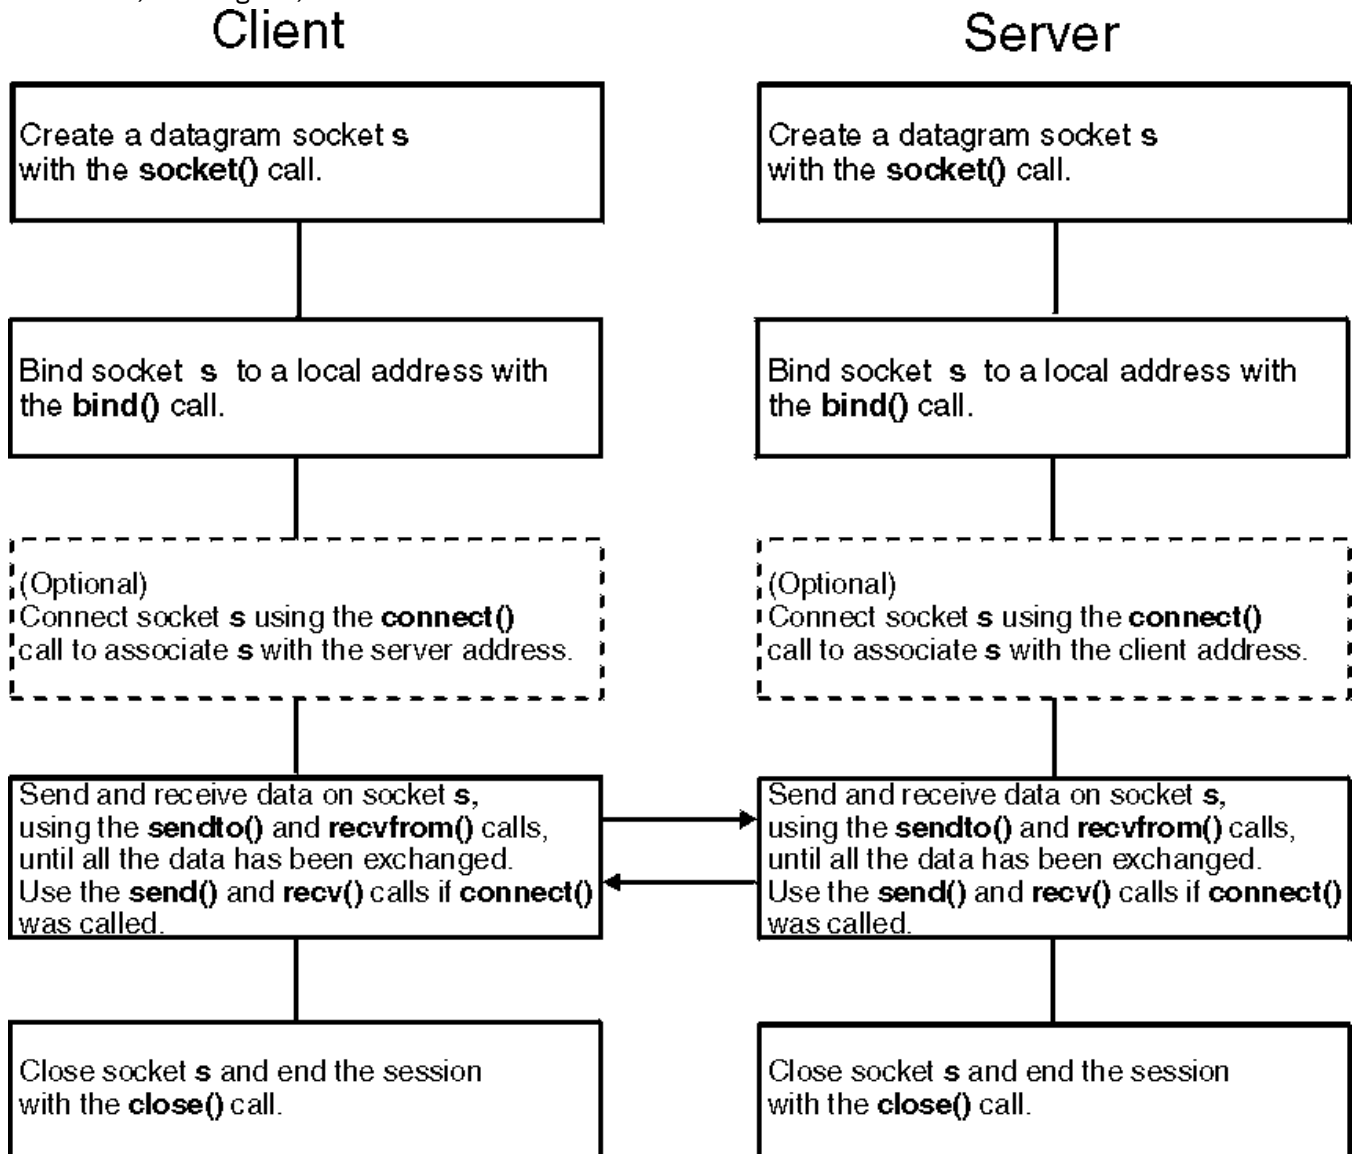 Client
Create a datagram socket s
with the socket() call.
Bind socket s to a local address with
the bind() call.
(Optional)
Connect socket s using the connect()
call to associate s with the server address.
Send and receive data on socket s,
using the sendto() and recvfrom() calls,
until all the data has been exchanged.
Use the send() and recv() calls if connect()
was called.
Close socket s and end the session
with the close() call.
Server
Create a datagram socket s
with the socket() call.
Bind socket s to a local address with
the bind() call.
(Optional)
Connect socket s using the connect()
call to associate s with the client address.
Send and receive data on socket s,
using the sendto() and recvfrom() calls,
until all the data has been exchanged.
Use the send() and recv() calls if connect()
was called.
Close socket s and end the session
with the close() call.